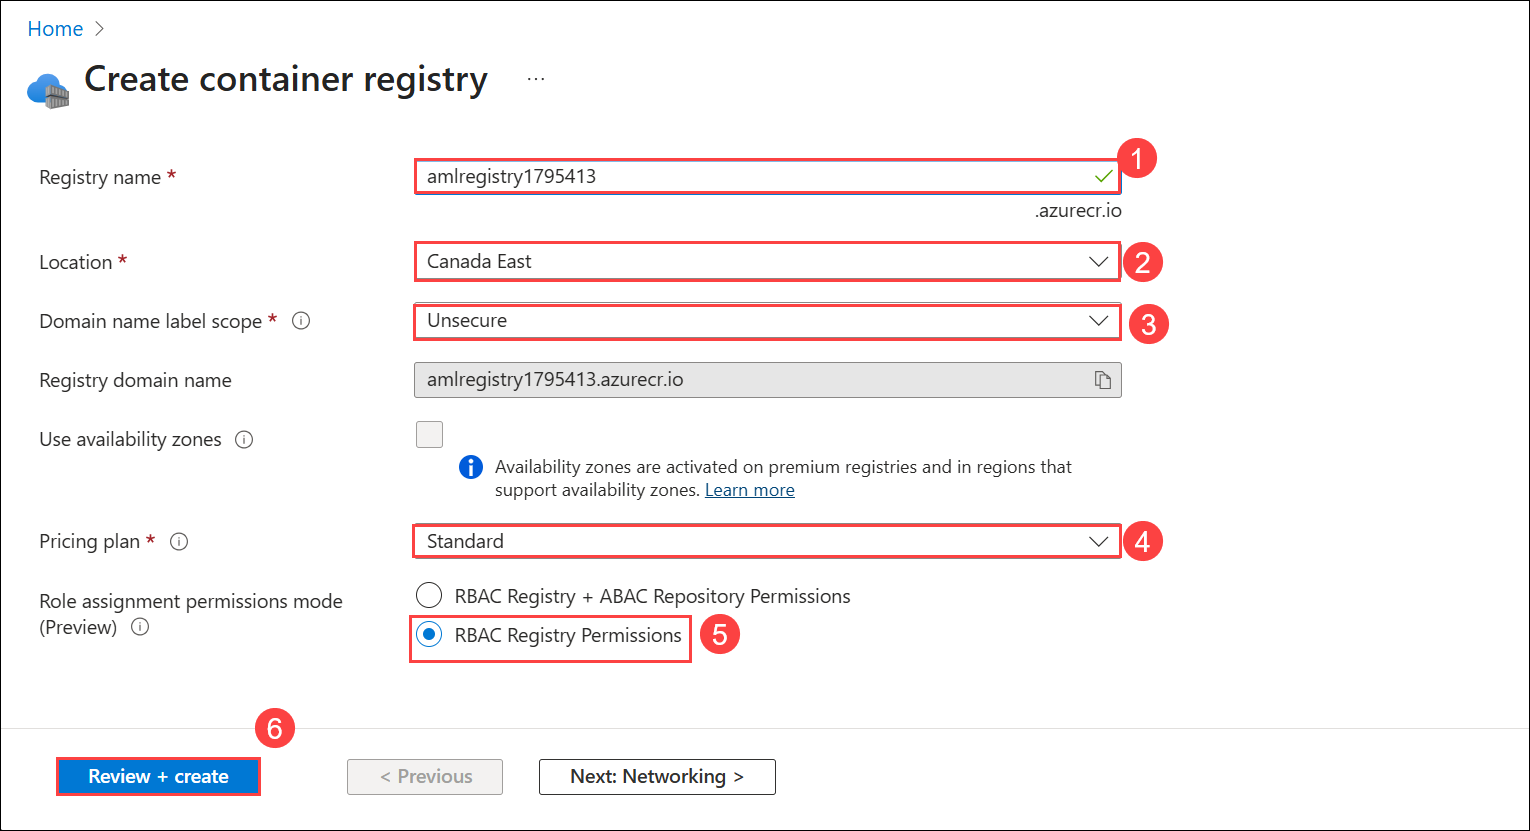 Home >
Create container registry ...
Registry name *
amlregistry1795413
1
.azurecr.io
Location *
Canada East
2
Domain name label scope *
Unsecure
3
Registry domain name
amlregistry1795413.azurecr.io
Use availability zones
Availability zones are activated on premium registries and in regions that
support availability zones. Learn more
Pricing plan *
Standard
4
Role assignment permissions mode
(Preview)
RBAC Registry + ABAC Repository Permissions
RBAC Registry Permissions
5
6
Review + create
< Previous
Next: Networking >